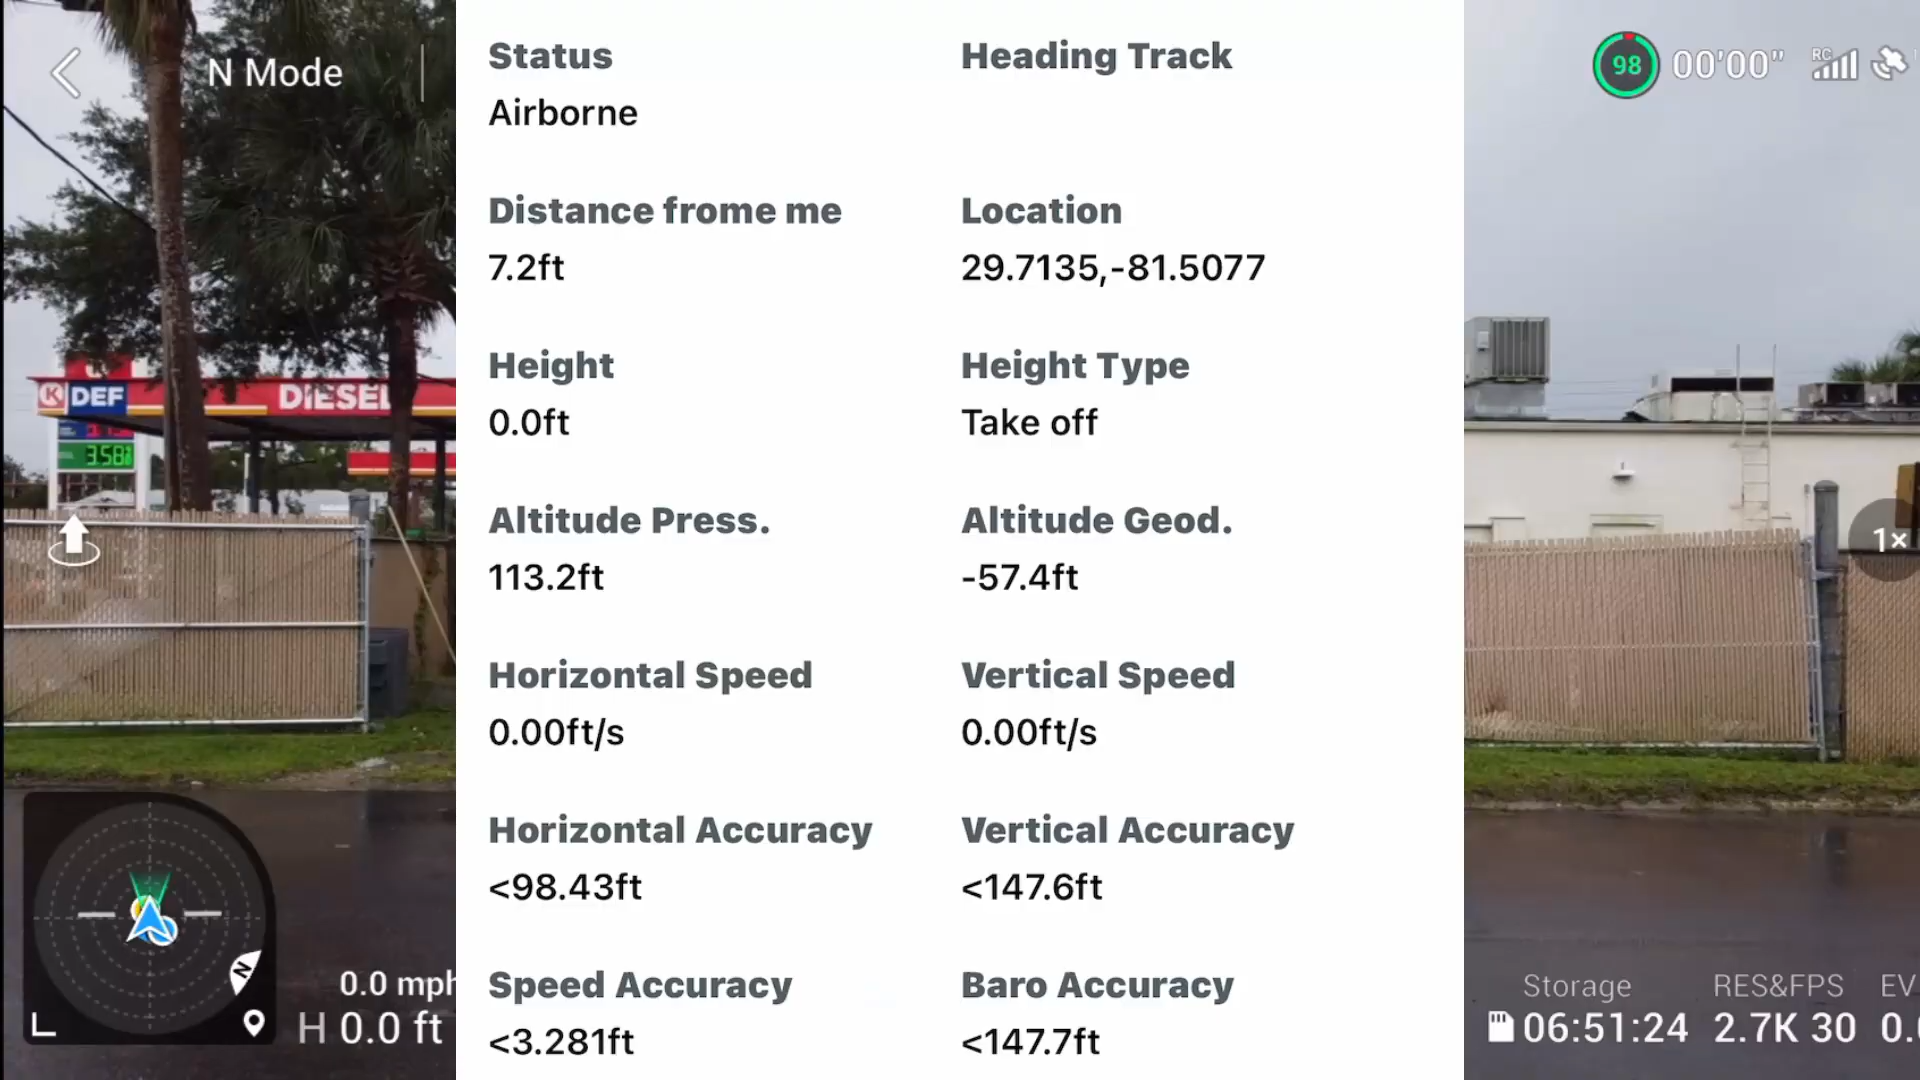 N Mode
98
00'00"
RC
K DEF
DIESEL
3.58
N
0.0 mph
H 0.0 ft
Status
Heading Track
Airborne
Distance frome me
Location
7.2ft
29.7135,-81.5077
Height
Height Type
0.0ft
Take off
Altitude Press.
Altitude Geod.
113.2ft
-57.4ft
Horizontal Speed
Vertical Speed
0.00ft/s
0.00ft/s
Horizontal Accuracy
Vertical Accuracy
<98.43ft
<147.6ft
Speed Accuracy
Baro Accuracy
<3.281ft
<147.7ft
1×
Storage
RES&FPS
EV
06:51:24
2.7K 30
0.